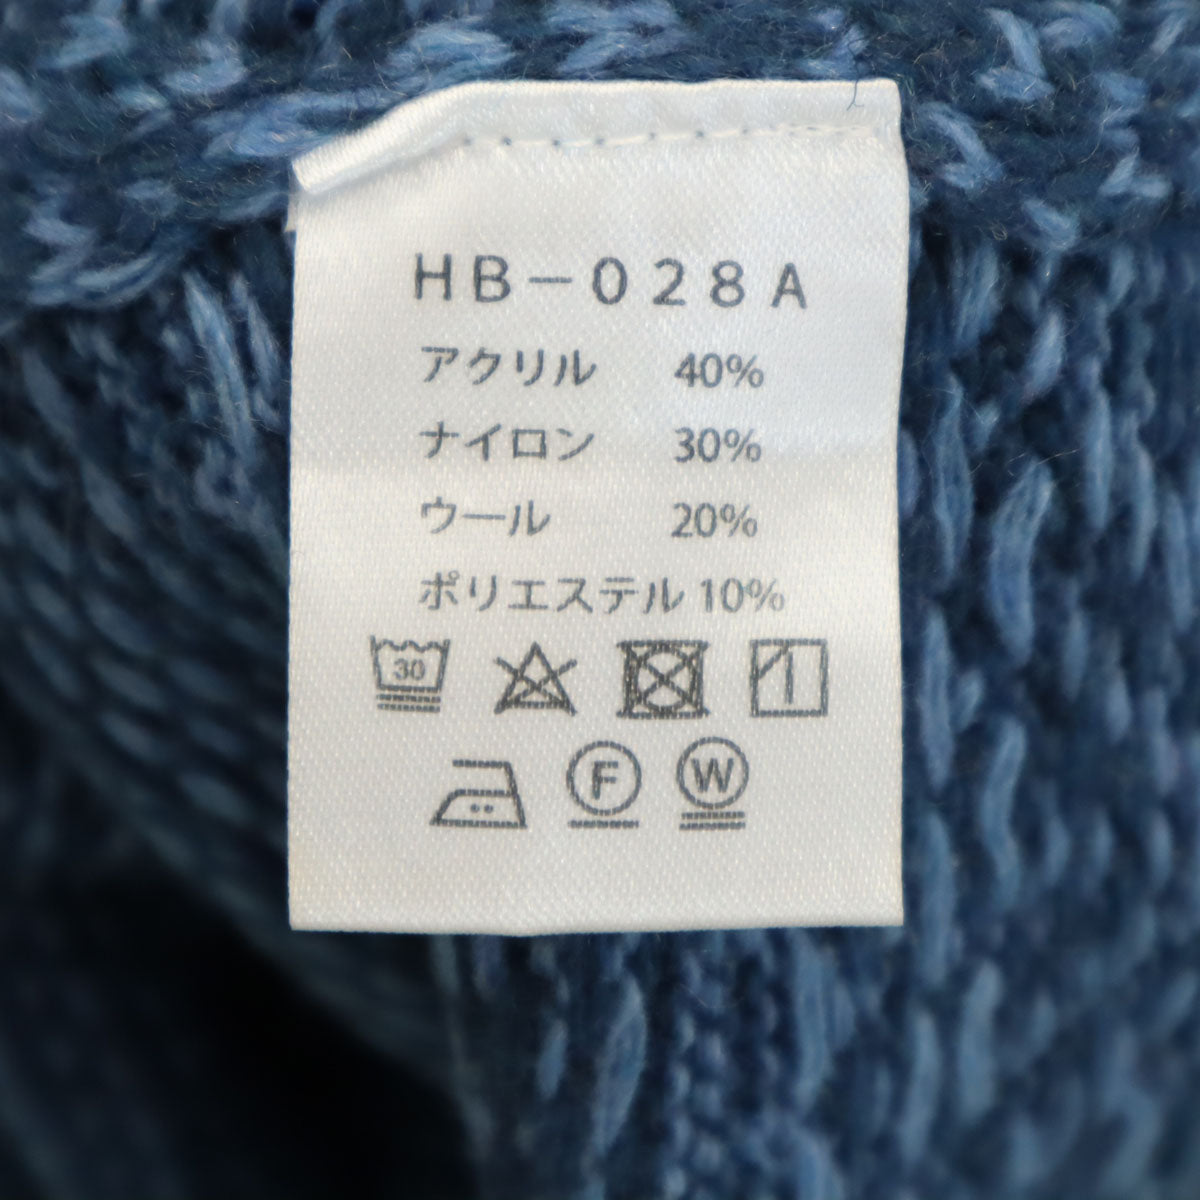 HB-028A
アクリル 40%
ナイロン 30%
ウール 20%
ポリエステル 10%
30
F W